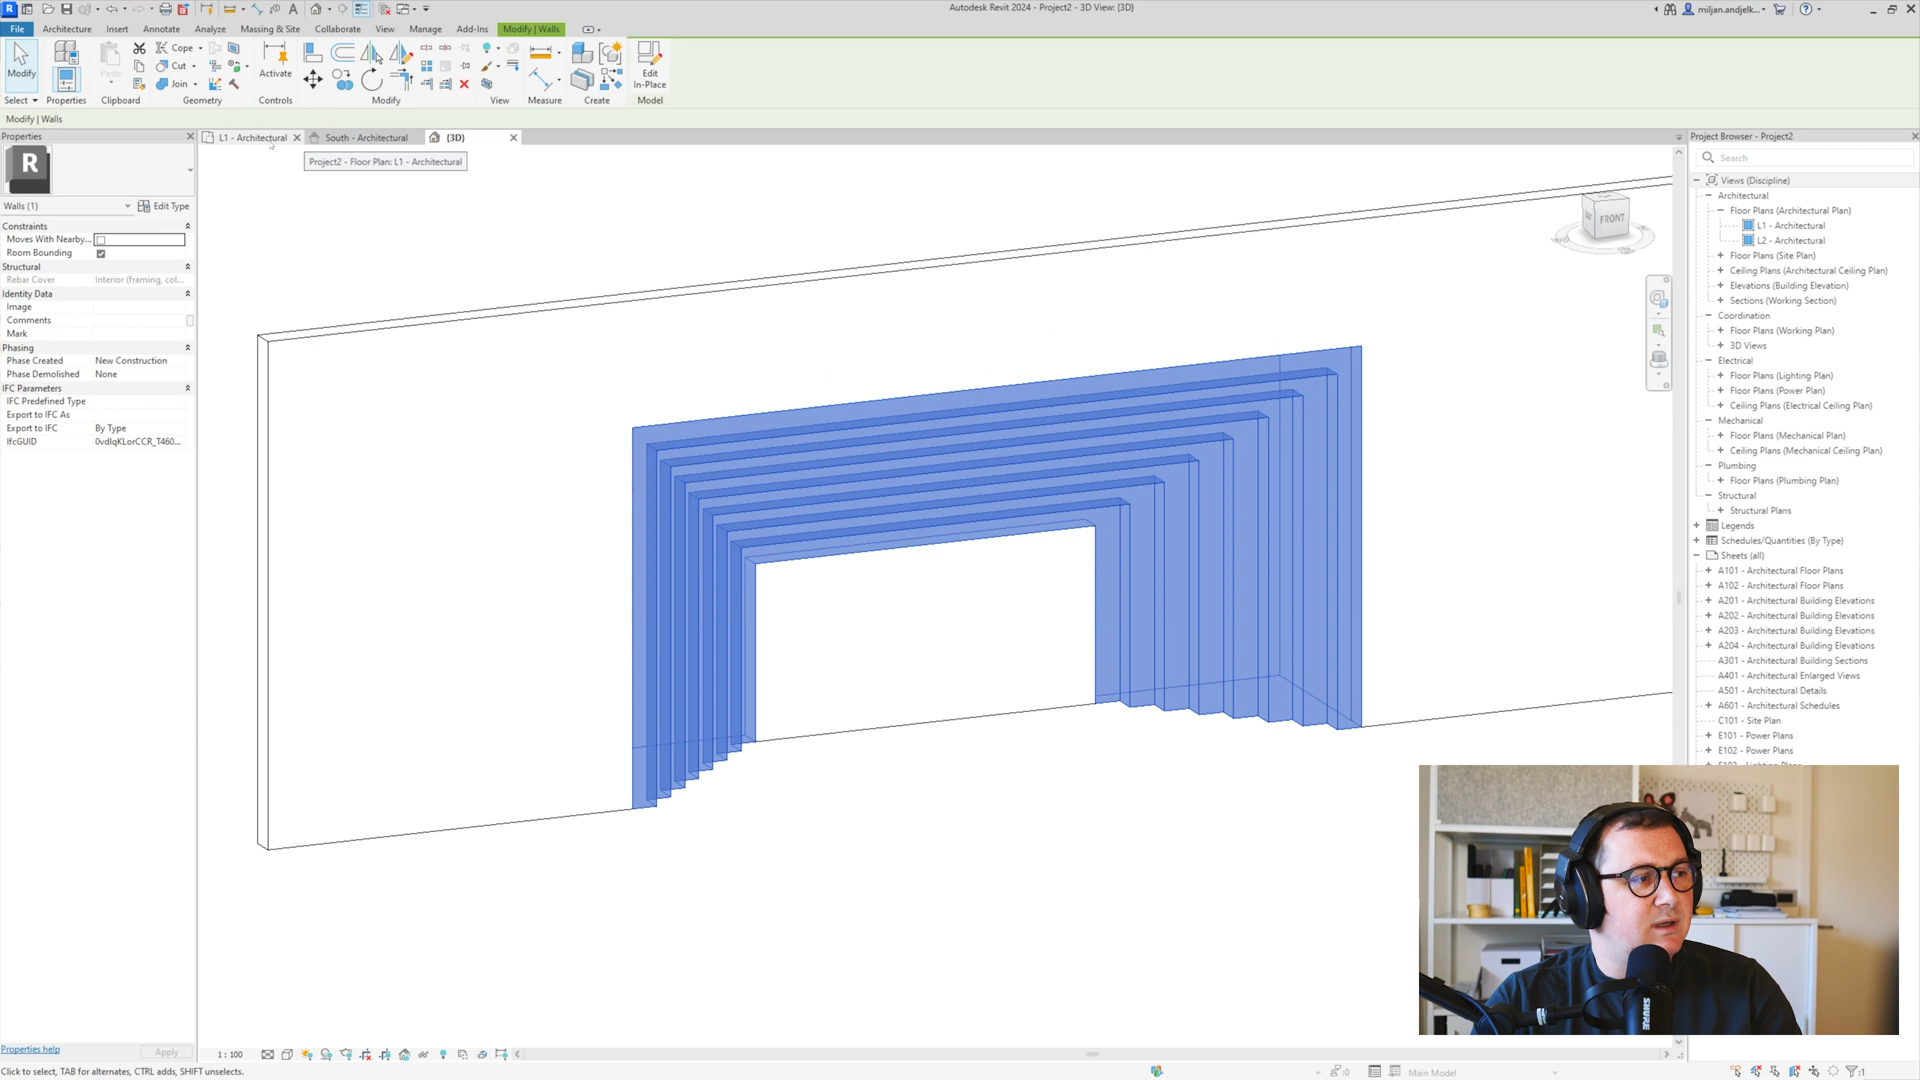 Autodesk Revit 2024 - Project2 - 3D View: {3D}
miljan.andjelk...
File
Architecture
Insert
Annotate
Analyze
Massing & Site
Collaborate
View
Manage
Add-Ins
Modify | Walls
Modify
Select
Properties
Paste
Clipboard
Cope
Cut
Join
Geometry
Activate
Controls
Modify
View
Measure
Create
Edit
In-Place
Model
Modify | Walls
Properties
L1 - Architectural
South - Architectural
{3D}
Project2 - Floor Plan: L1 - Architectural
R
Walls (1)
Edit Type
Constraints
Moves With Nearby...
Room Bounding
Structural
Rebar Cover
Interior (framing, col...
Identity Data
Image
Comments
Mark
Phasing
Phase Created
New Construction
Phase Demolished
None
IFC Parameters
IFC Predefined Type
Export to IFC As
Export to IFC
By Type
IfcGUID
0vdIqKLorCCR_T460...
Properties help
Apply
FRONT
Project Browser - Project2
Search
Views (Discipline)
Architectural
Floor Plans (Architectural Plan)
L1 - Architectural
L2 - Architectural
Floor Plans (Site Plan)
Ceiling Plans (Architectural Ceiling Plan)
Elevations (Building Elevation)
Sections (Working Section)
Coordination
Floor Plans (Working Plan)
3D Views
Electrical
Floor Plans (Lighting Plan)
Floor Plans (Power Plan)
Ceiling Plans (Electrical Ceiling Plan)
Mechanical
Floor Plans (Mechanical Plan)
Ceiling Plans (Mechanical Ceiling Plan)
Plumbing
Floor Plans (Plumbing Plan)
Structural
Structural Plans
Legends
Schedules/Quantities (By Type)
Sheets (all)
A101 - Architectural Floor Plans
A102 - Architectural Floor Plans
A201 - Architectural Building Elevations
A202 - Architectural Building Elevations
A203 - Architectural Building Elevations
A204 - Architectural Building Elevations
A301 - Architectural Building Sections
A401 - Architectural Enlarged Views
A501 - Architectural Details
A601 - Architectural Schedules
C101 - Site Plan
E101 - Power Plans
E102 - Power Plans
SHURE
1 : 100
Click to select, TAB for alternates, CTRL adds, SHIFT unselects.
:0
Main Model
:1